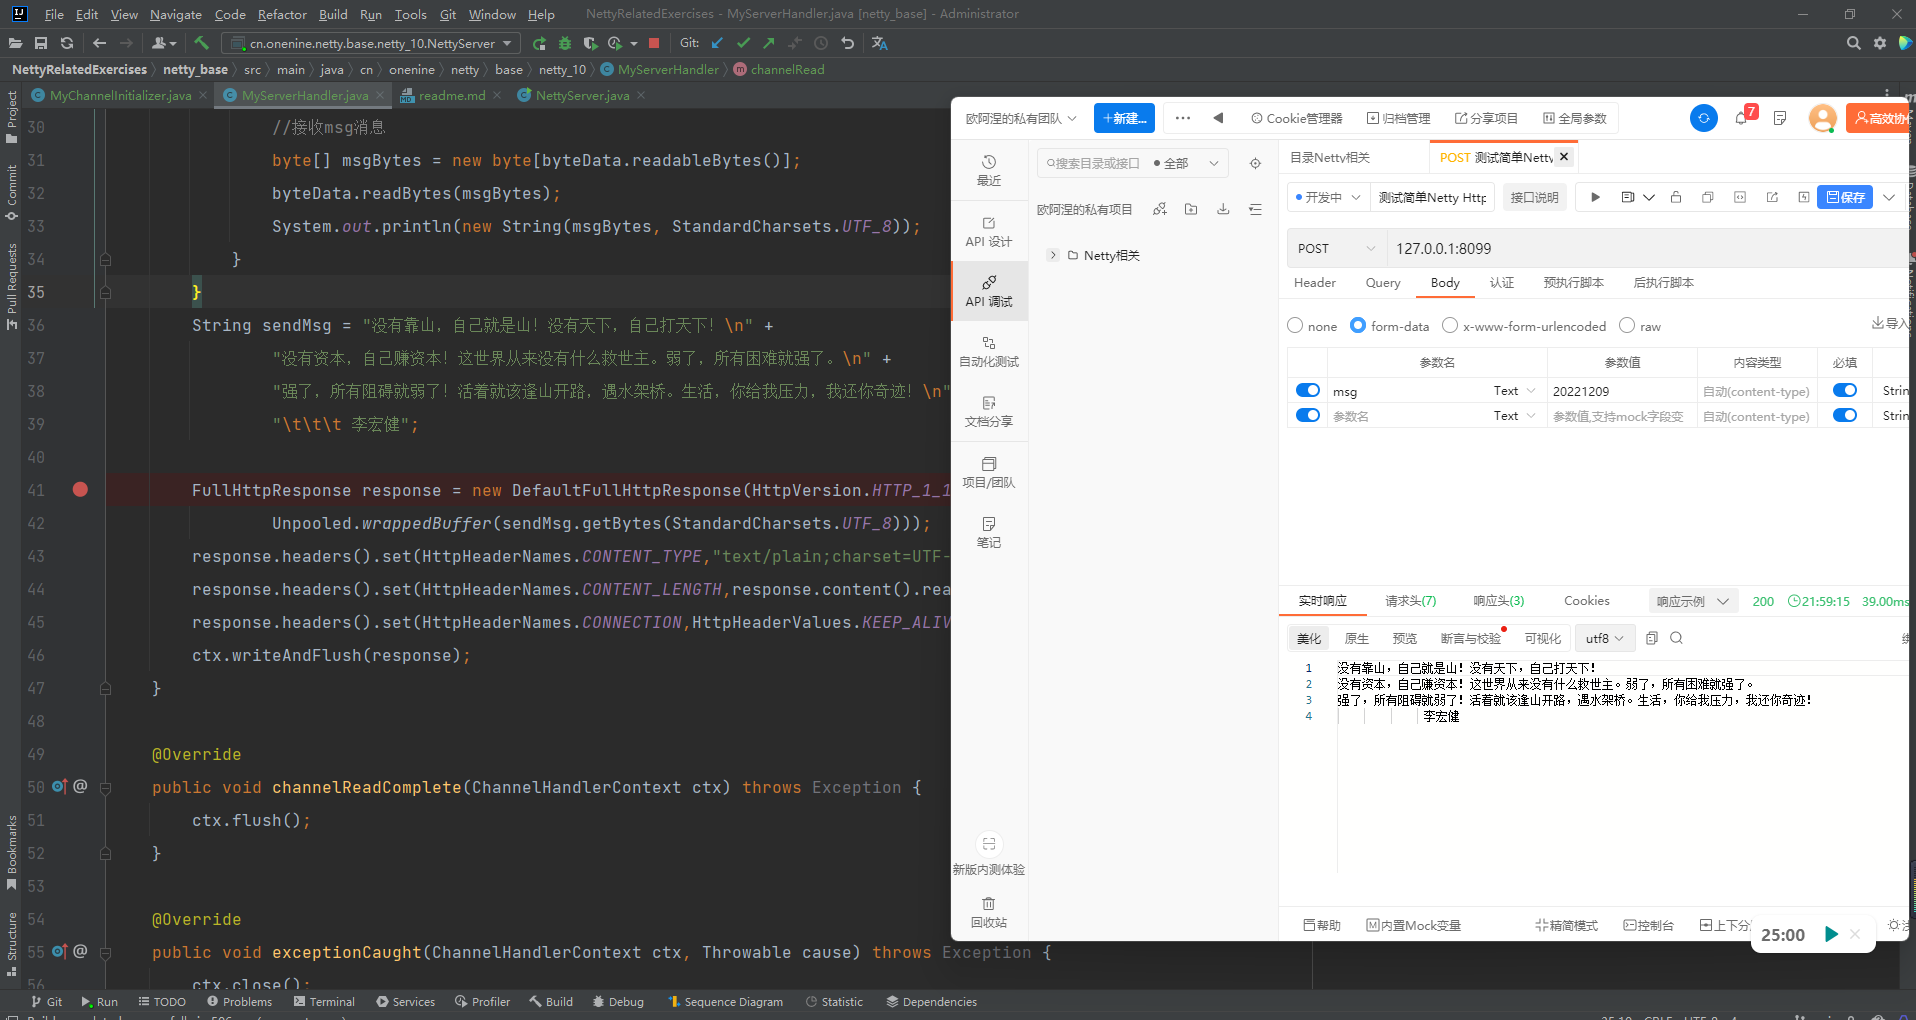 File Edit View Navigate Code Refactor Build Run Tools Git Window Help NettyRelatedExercises - MyServerHandler.java [netty_base] - Administrator
cn.onenine.netty.base.netty_10.NettyServer Git:
NettyRelatedExercises netty_base src main java cn onenine netty base netty_10 MyServerHandler channelRead
MyChannelInitializer.java MyServerHandler.java readme.md NettyServer.java
Project
Commit
Pull Requests
Bookmarks
Structure
30 //接收msg消息
31 byte[] msgBytes = new byte[byteData.readableBytes()];
32 byteData.readBytes(msgBytes);
33 System.out.println(new String(msgBytes, StandardCharsets.UTF_8));
34 }
35 }
36 String sendMsg = "没有靠山，自己就是山！没有天下，自己打天下！\n" +
37 "没有资本，自己赚资本！这世界从来没有什么救世主。弱了，所有困难就强了。\n" +
38 "强了，所有阻碍就弱了！活着就该逢山开路，遇水架桥。生活，你给我压力，我还你奇迹！\n"
39 "\t\t\t 李宏健";
40
41 FullHttpResponse response = new DefaultFullHttpResponse(HttpVersion.HTTP_1_1
42 Unpooled.wrappedBuffer(sendMsg.getBytes(StandardCharsets.UTF_8)));
43 response.headers().set(HttpHeaderNames.CONTENT_TYPE,"text/plain;charset=UTF-
44 response.headers().set(HttpHeaderNames.CONTENT_LENGTH,response.content().rea
45 response.headers().set(HttpHeaderNames.CONNECTION,HttpHeaderValues.KEEP_ALIV
46 ctx.writeAndFlush(response);
47 }
48
49 @Override
50 @ public void channelReadComplete(ChannelHandlerContext ctx) throws Exception {
51 ctx.flush();
52 }
53
54 @Override
55 @ public void exceptionCaught(ChannelHandlerContext ctx, Throwable cause) throws Exception {
56 ctx.close();
欧阿涅的私有团队 +新建... ··· Cookie管理器 归档管理 分享项目 全局参数 7 高效协
最近
API 设计
API 调试
自动化测试
文档分享
项目/团队
笔记
新版内测体验
回收站
搜索目录或接口 全部
欧阿涅的私有项目
Netty相关
目录Netty相关 POST 测试简单Netty
开发中 测试简单Netty Http 接口说明 保存
POST 127.0.0.1:8099
Header Query Body 认证 预执行脚本 后执行脚本
none form-data x-www-form-urlencoded raw 导入
参数名 参数值 内容类型 必填
msg Text 20221209 自动(content-type) Strin
参数名 Text 参数值,支持mock字段变 自动(content-type) Strin
实时响应 请求头(7) 响应头(3) Cookies 响应示例 200 21:59:15 39.00ms
美化 原生 预览 断言与校验 可视化 utf8
1 没有靠山，自己就是山！没有天下，自己打天下！
2 没有资本，自己赚资本！这世界从来没有什么救世主。弱了，所有困难就强了。
3 强了，所有阻碍就弱了！活着就该逢山开路，遇水架桥。生活，你给我压力，我还你奇迹！
4 李宏健
帮助 内置Mock变量 精简模式 控制台 上下分
25:00
Git Run TODO Problems Terminal Services Profiler Build Debug Sequence Diagram Statistic Dependencies